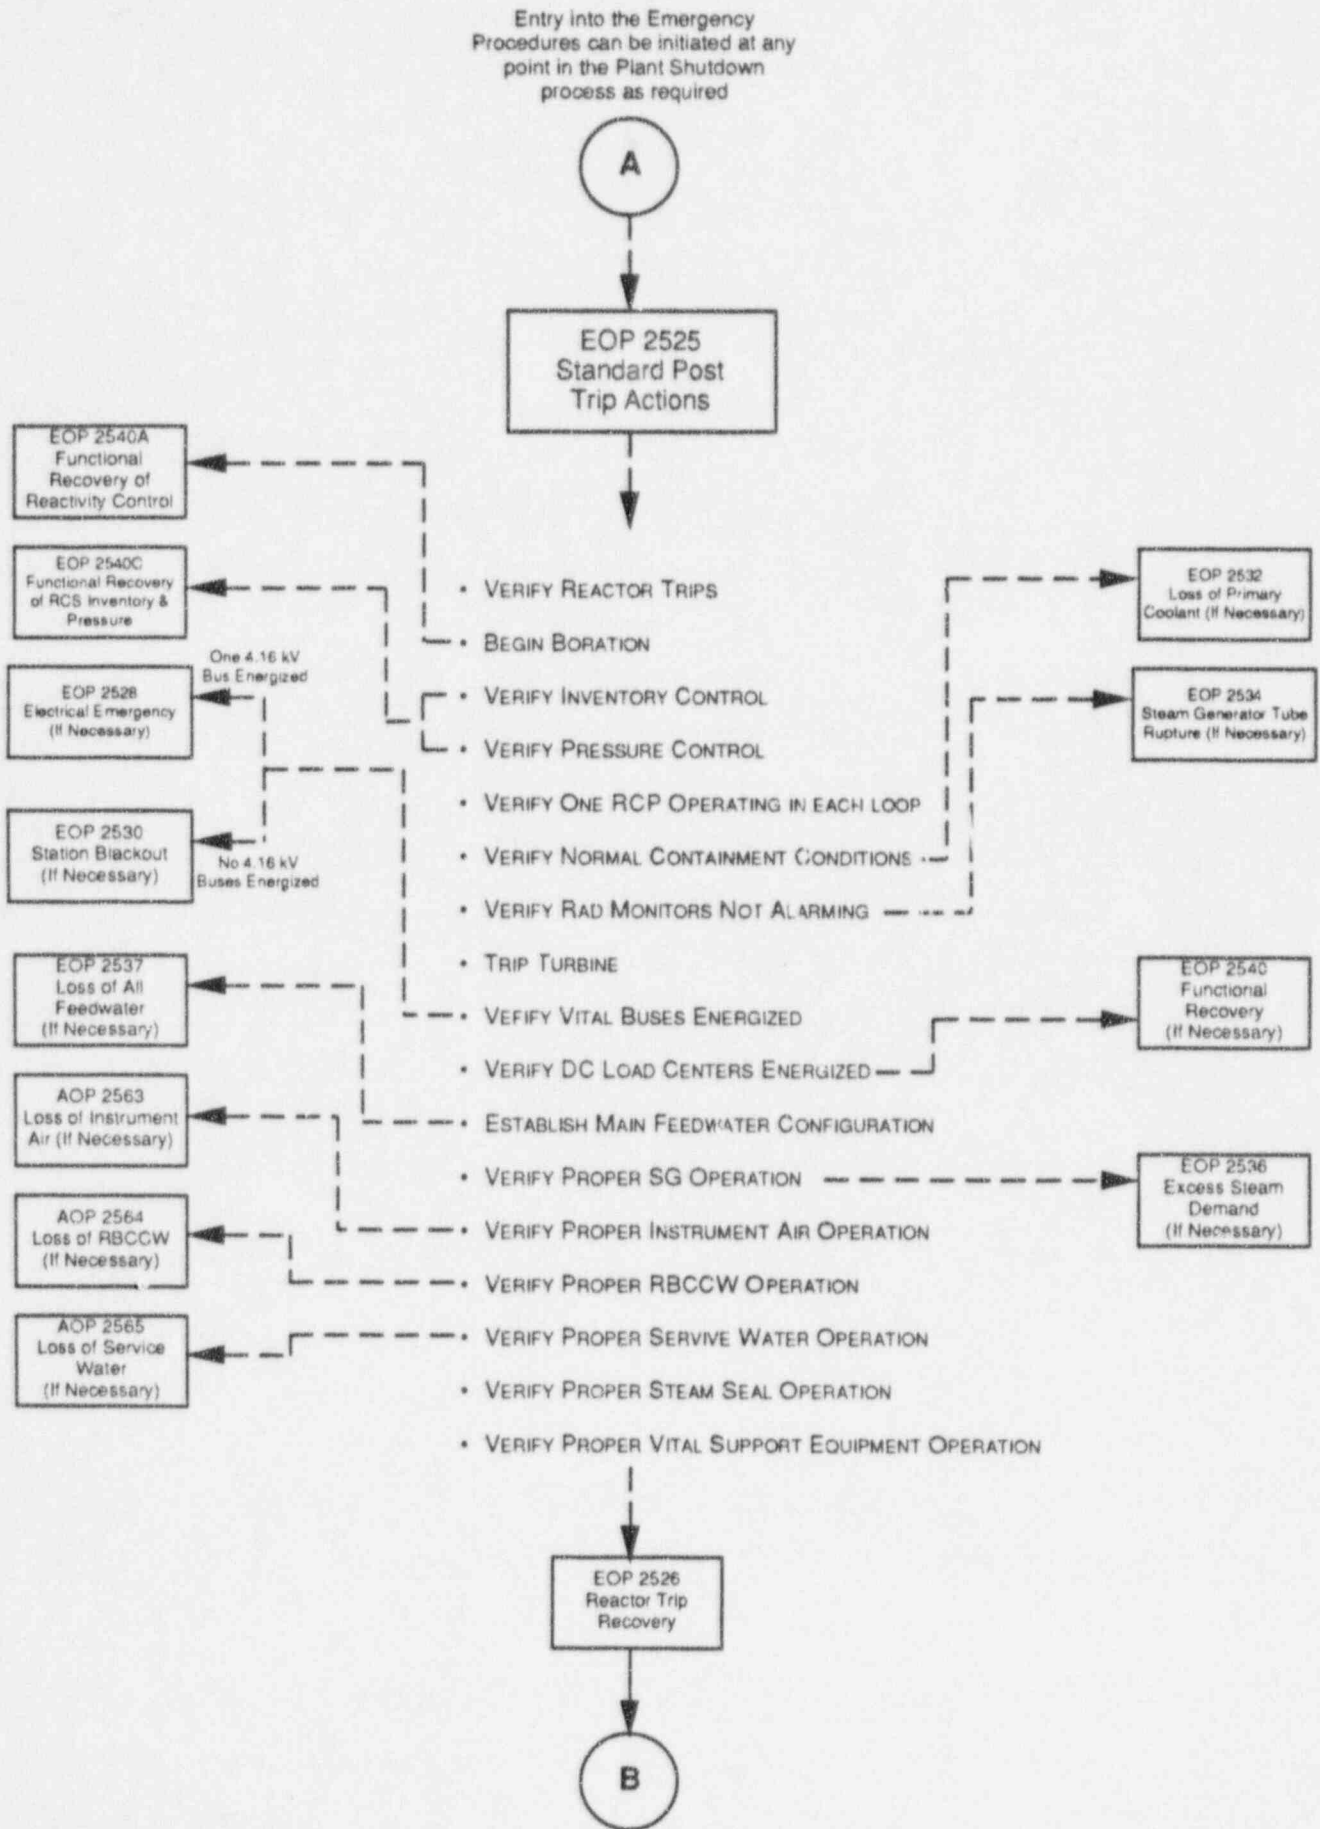 Entry into the Emergency
Procedures can be initiated at any
point in the Plant Shutdown
process as required
A
EOP 2525
Standard Post
Trip Actions
EOP 2540A
Functional
Recovery of
Reactivity Control
EOP 2540C
Functional Recovery
of RCS Inventory &
Pressure
One 4.16 kV
Bus Energized
EOP 2528
Electrical Emergency
(If Necessary)
EOP 2530
Station Blackout
(If Necessary)
No 4.16 kV
Buses Energized
EOP 2537
Loss of All
Feedwater
(If Necessary)
AOP 2563
Loss of Instrument
Air (If Necessary)
AOP 2564
Loss of RBCCW
(If Necessary)
AOP 2565
Loss of Service
Water
(If Necessary)
• VERIFY REACTOR TRIPS
• BEGIN BORATION
• VERIFY INVENTORY CONTROL
• VERIFY PRESSURE CONTROL
• VERIFY ONE RCP OPERATING IN EACH LOOP
• VERIFY NORMAL CONTAINMENT CONDITIONS
• VERIFY RAD MONITORS NOT ALARMING
• TRIP TURBINE
• VEFIFY VITAL BUSES ENERGIZED
• VERIFY DC LOAD CENTERS ENERGIZED
• ESTABLISH MAIN FEEDWATER CONFIGURATION
• VERIFY PROPER SG OPERATION
• VERIFY PROPER INSTRUMENT AIR OPERATION
• VERIFY PROPER RBCCW OPERATION
• VERIFY PROPER SERVIVE WATER OPERATION
• VERIFY PROPER STEAM SEAL OPERATION
• VERIFY PROPER VITAL SUPPORT EQUIPMENT OPERATION
EOP 2532
Loss of Primary
Coolant (If Necessary)
EOP 2534
Steam Generator Tube
Rupture (If Necessary)
EOP 2540
Functional
Recovery
(If Necessary)
EOP 2536
Excess Steam
Demand
(If Necessary)
EOP 2526
Reactor Trip
Recovery
B